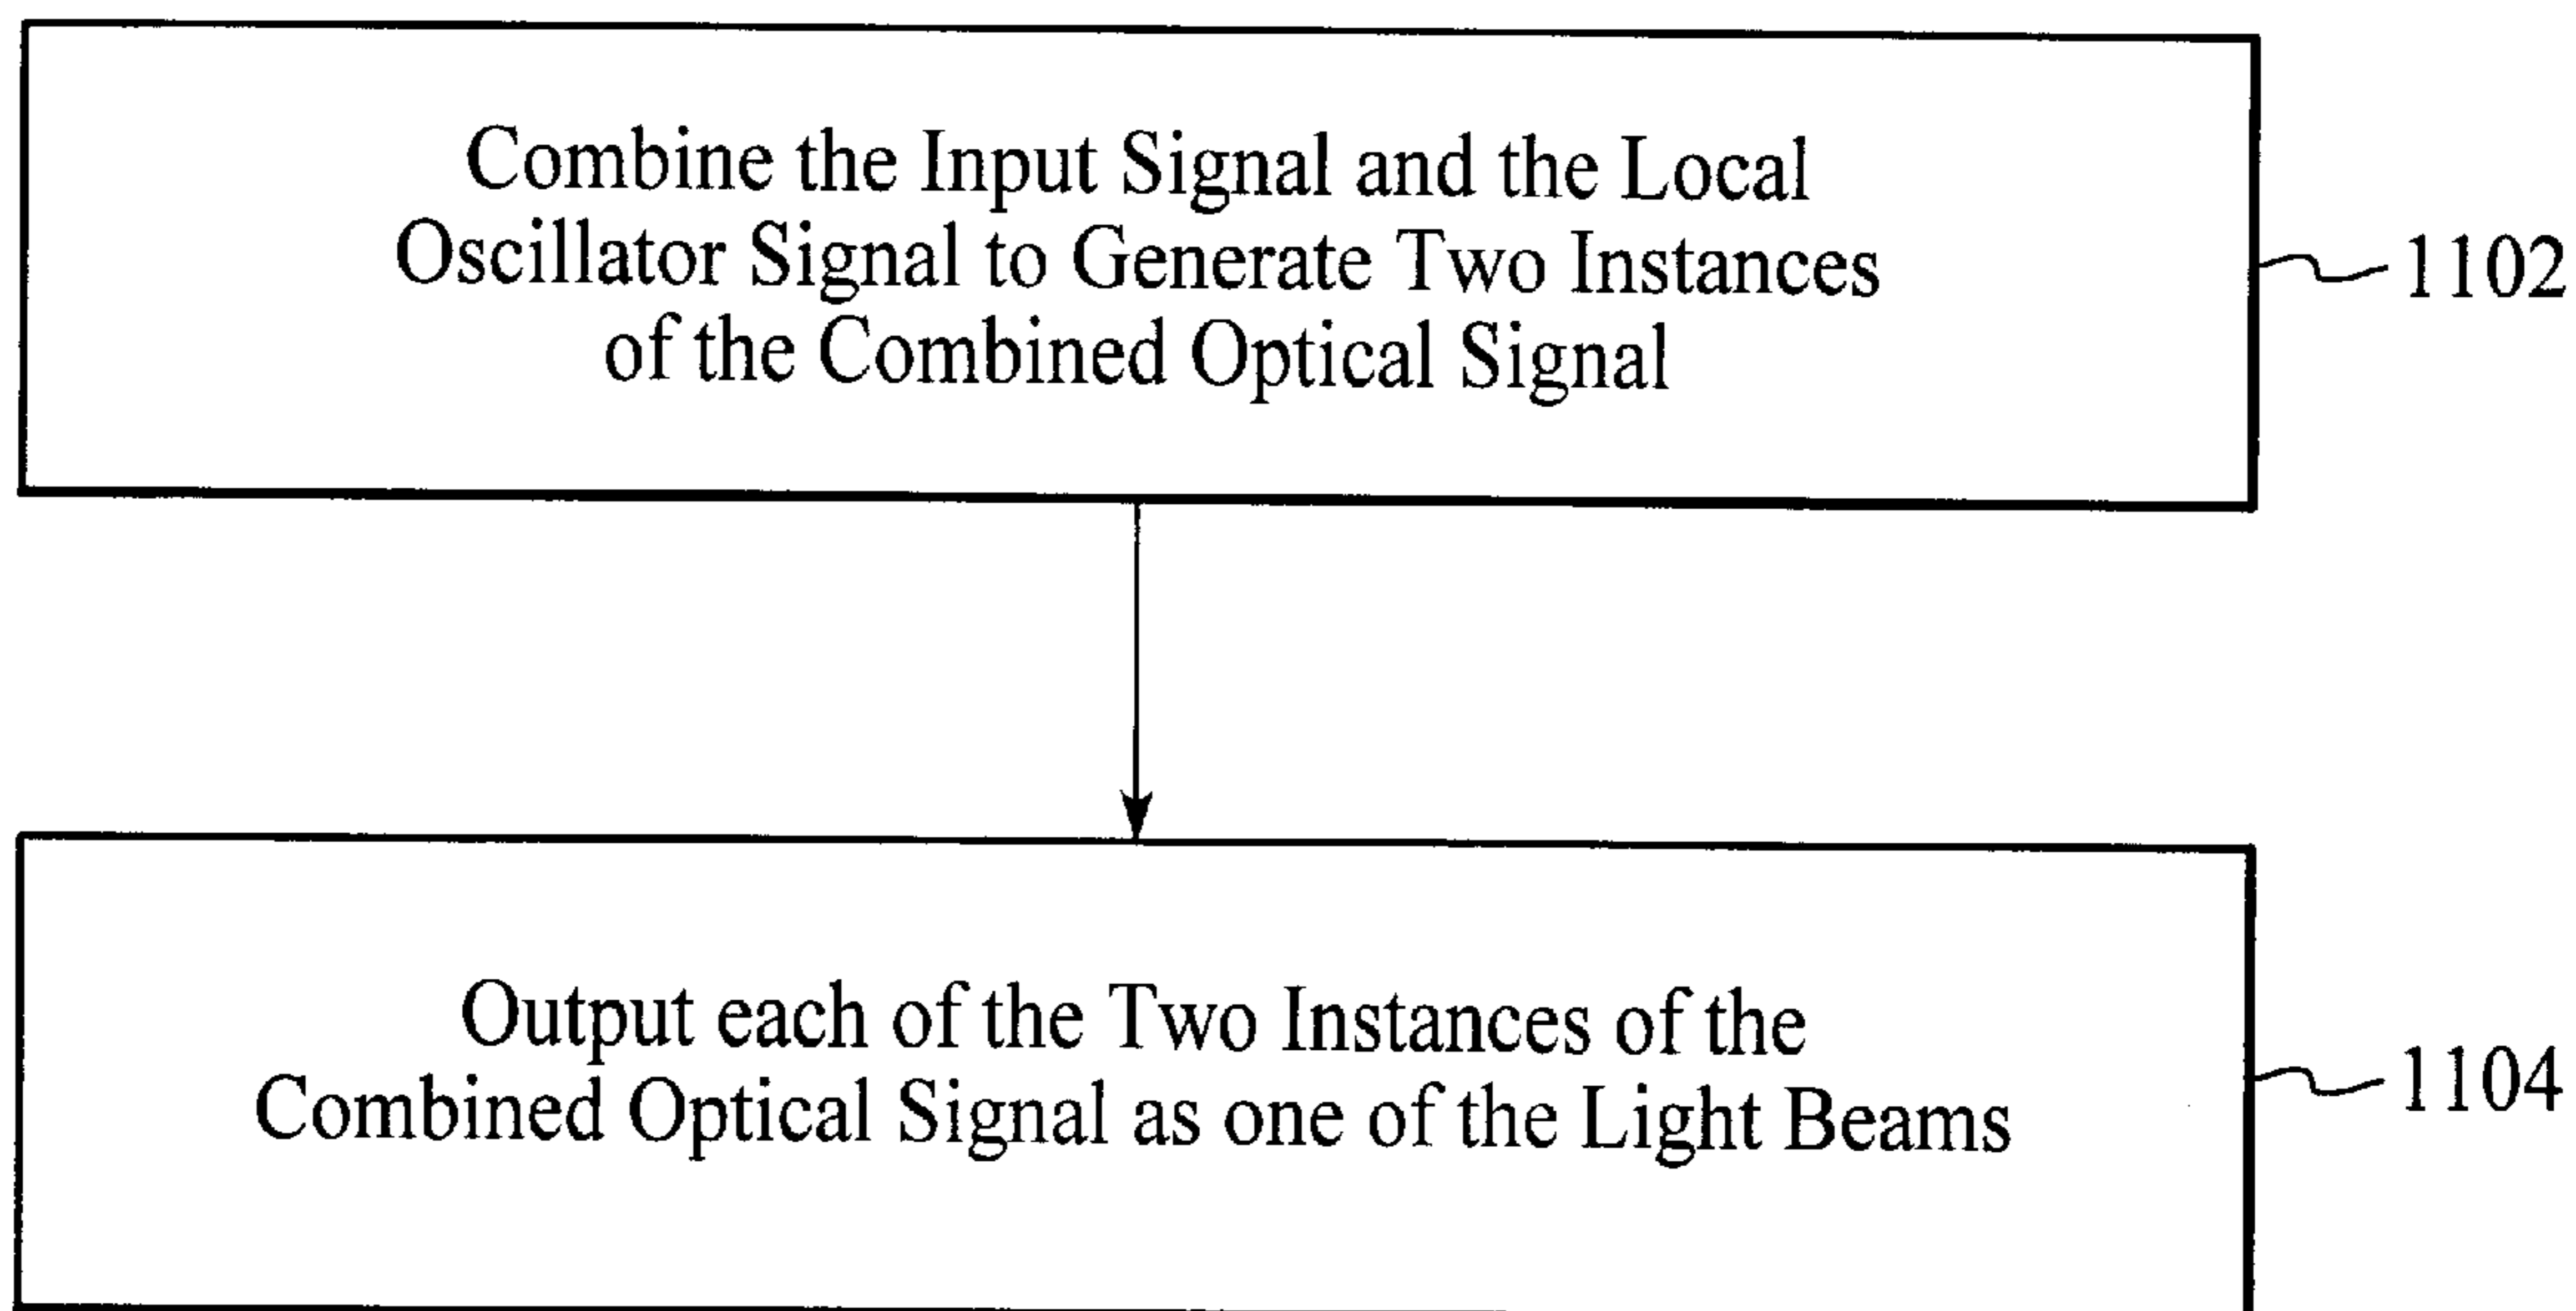 Combine the Input Signal and the Local
Oscillator Signal to Generate Two Instances
of the Combined Optical Signal
1102
Output each of the Two Instances of the
Combined Optical Signal as one of the Light Beams
1104